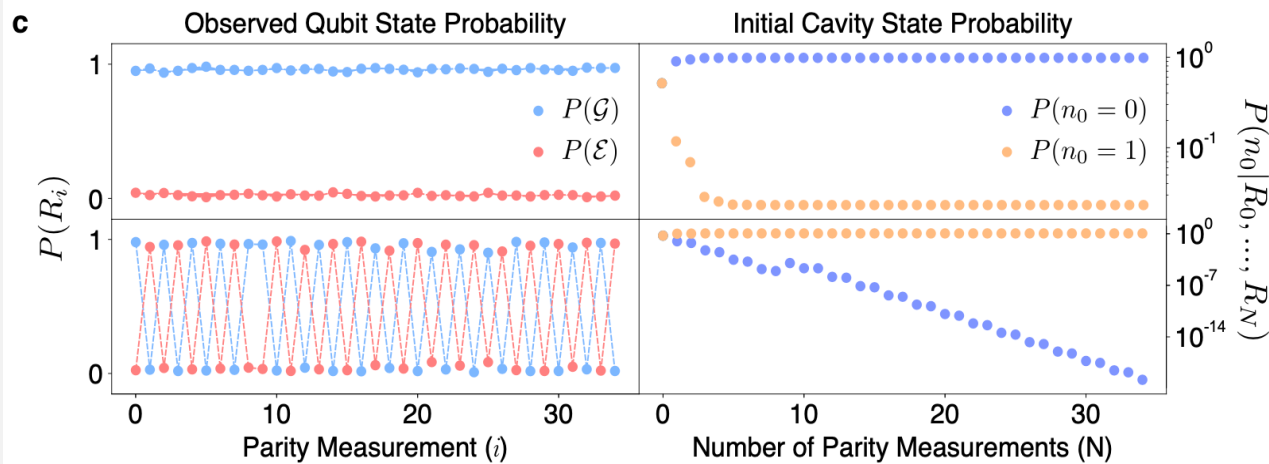 c
Observed Qubit State Probability
Initial Cavity State Probability
P(R_i)
1
0
1
0
P(𝒢)
P(ℰ)
P(n_0 = 0)
P(n_0 = 1)
10^0
10^-1
10^0
10^-7
10^-14
P(n_0|R_0, ..., R_N)
0 10 20 30
0 10 20 30
Parity Measurement (i)
Number of Parity Measurements (N)